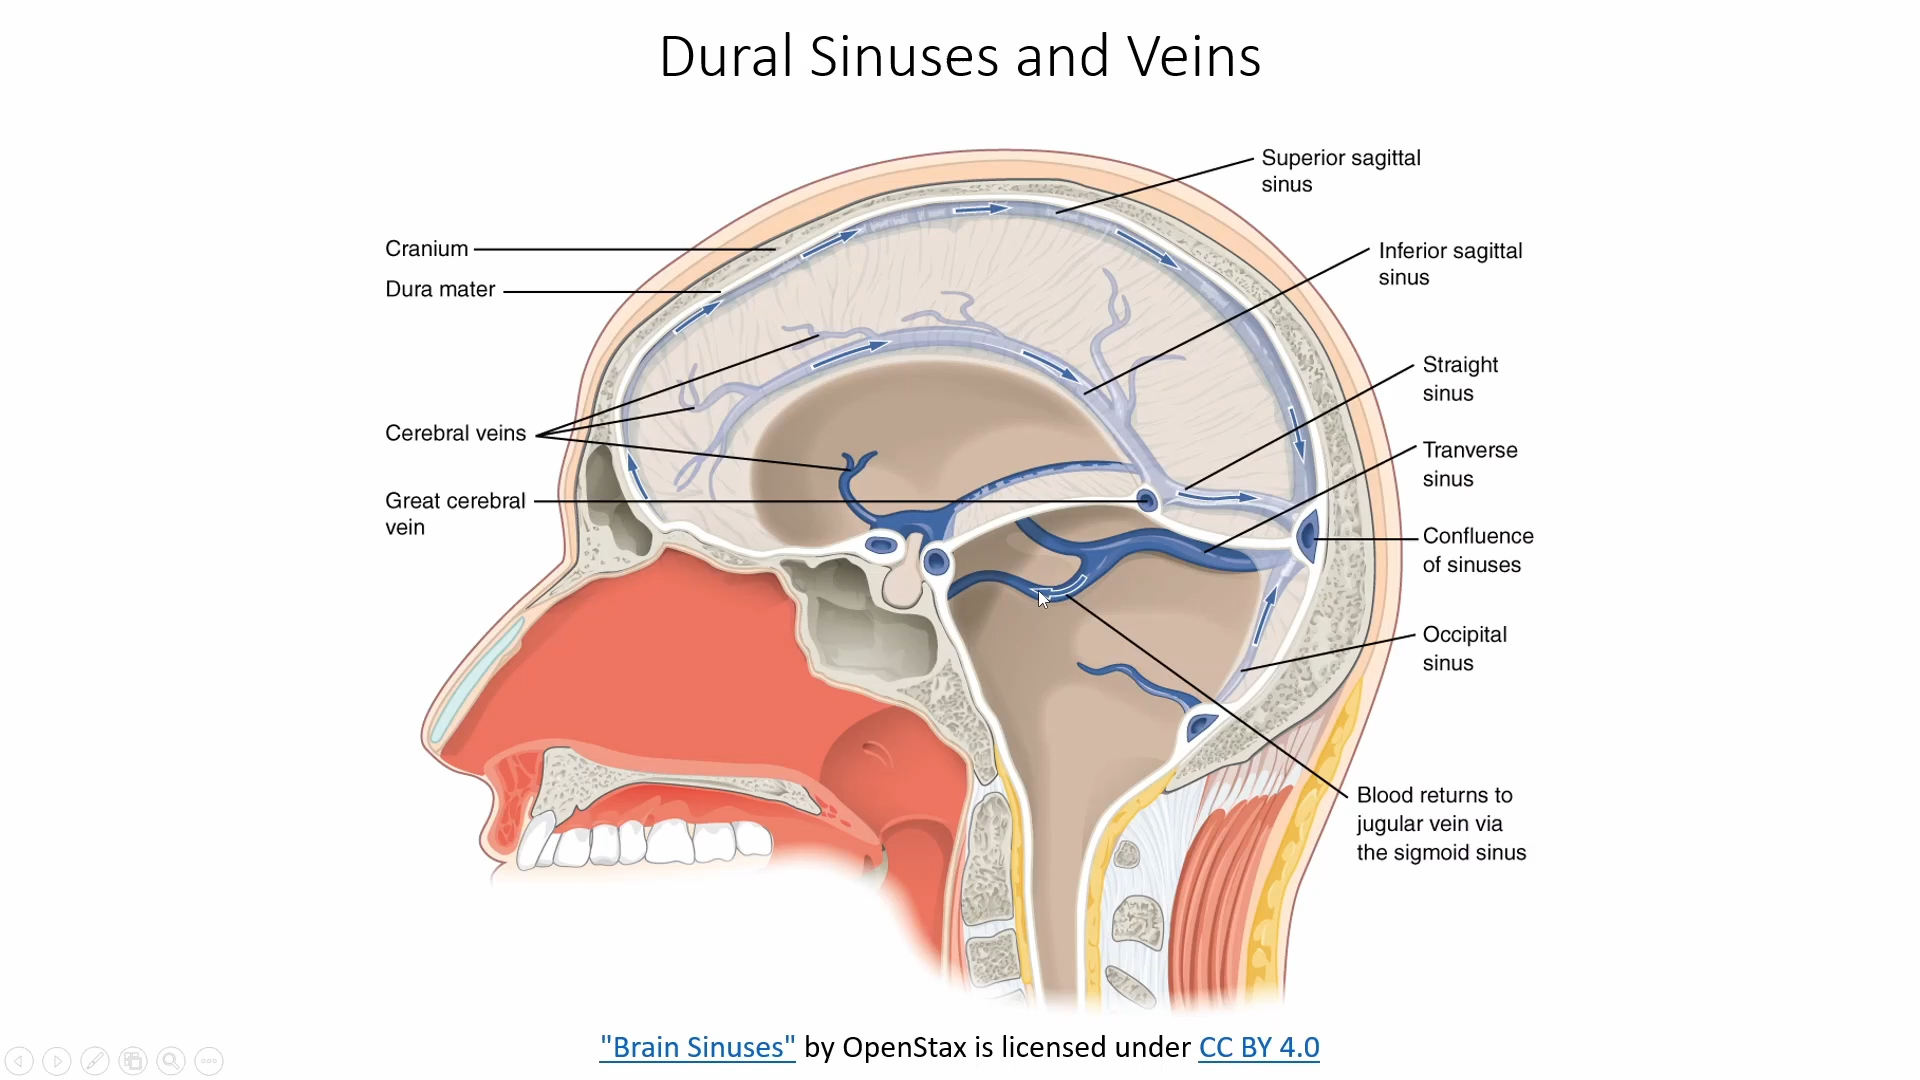 Dural Sinuses and Veins
Superior sagittal
sinus
Cranium
Inferior sagittal
sinus
Dura mater
Straight
sinus
Cerebral veins
Tranverse
sinus
Great cerebral
vein
Confluence
of sinuses
Occipital
sinus
Blood returns to
jugular vein via
the sigmoid sinus
"Brain Sinuses" by OpenStax is licensed under CC BY 4.0